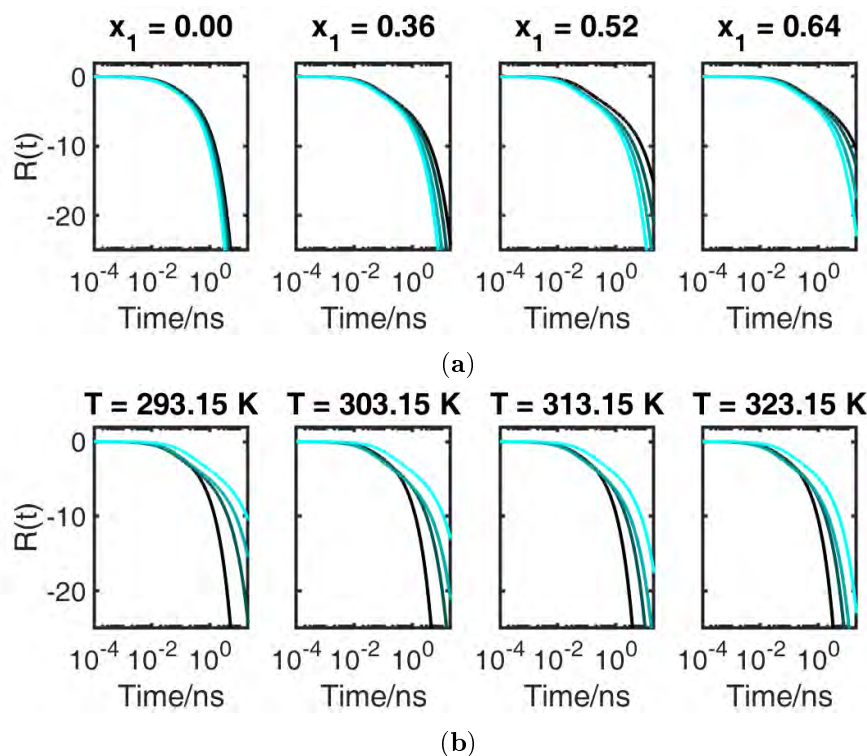 x₁ = 0.00 x₁ = 0.36 x₁ = 0.52 x₁ = 0.64
R(t)
0
-10
-20
10⁻⁴ 10⁻² 10⁰ 10⁻⁴ 10⁻² 10⁰ 10⁻⁴ 10⁻² 10⁰ 10⁻⁴ 10⁻² 10⁰
Time/ns Time/ns Time/ns Time/ns
(a)
T = 293.15 K T = 303.15 K T = 313.15 K T = 323.15 K
R(t)
0
-10
-20
10⁻⁴ 10⁻² 10⁰ 10⁻⁴ 10⁻² 10⁰ 10⁻⁴ 10⁻² 10⁰ 10⁻⁴ 10⁻² 10⁰
Time/ns Time/ns Time/ns Time/ns
(b)